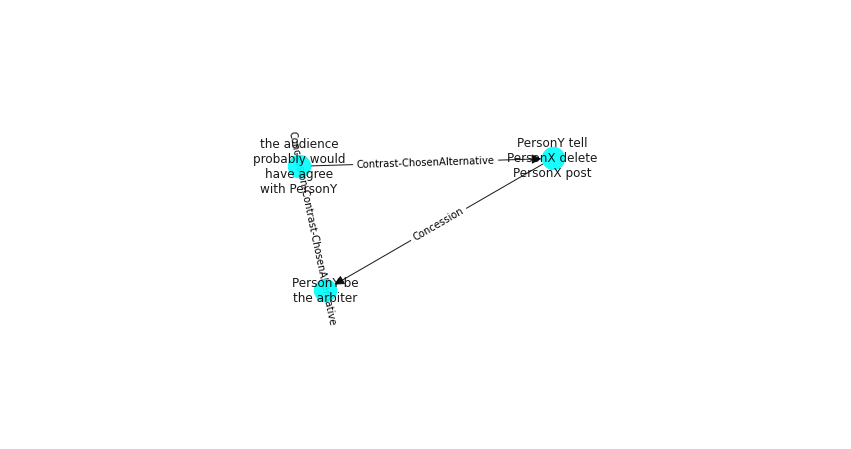 the audience
probably would
have agree
with PersonY
Contrast-ChosenAlternative
PersonY tell
PersonX delete
PersonX post
Concession
Contrast-ChosenAlternative
PersonY be
the arbiter